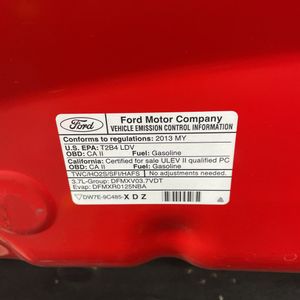 Ford
Ford Motor Company
VEHICLE EMISSION CONTROL INFORMATION
Conforms to regulations: 2013 MY
U.S. EPA: T2B4 LDV
OBD: CA II Fuel: Gasoline
California: Certified for sale ULEV II qualified PC
OBD: CA II Fuel: Gasoline
TWC/HO2S/SFI/HAFS No adjustments needed.
3.7L-Group: DFMXV03.7VDT
Evap: DFMXR0125NBA
DW7E-9C485-XDZ